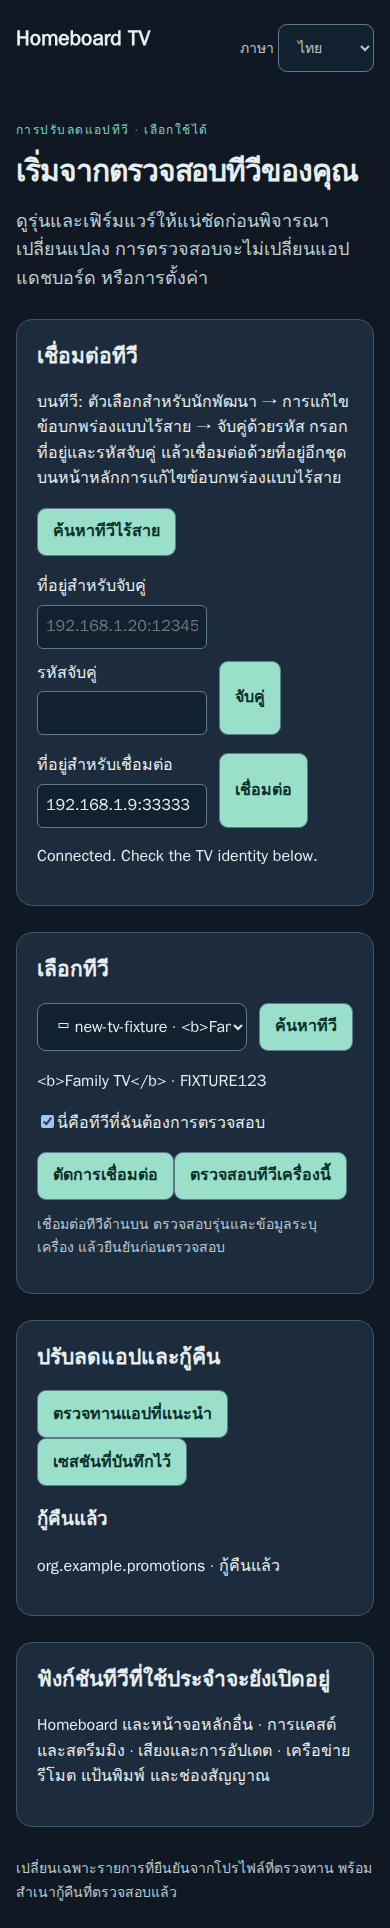 Homeboard TV
ภาษา
ไทย
การปรับลดแอปทีวี · เลือกใช้ได้
เริ่มจากตรวจสอบทีวีของคุณ
ดูรุ่นและเฟิร์มแวร์ให้แน่ชัดก่อนพิจารณา
เปลี่ยนแปลง การตรวจสอบจะไม่เปลี่ยนแอป
แดชบอร์ด หรือการตั้งค่า
เชื่อมต่อทีวี
บนทีวี: ตัวเลือกสำหรับนักพัฒนา → การแก้ไข
ข้อบกพร่องแบบไร้สาย → จับคู่ด้วยรหัส กรอก
ที่อยู่และรหัสจับคู่ แล้วเชื่อมต่อด้วยที่อยู่อีกชุด
บนหน้าหลักการแก้ไขข้อบกพร่องแบบไร้สาย
ค้นหาทีวีไร้สาย
ที่อยู่สำหรับจับคู่
192.168.1.20:12345
รหัสจับคู่
จับคู่
ที่อยู่สำหรับเชื่อมต่อ
192.168.1.9:33333
เชื่อมต่อ
Connected. Check the TV identity below.
เลือกทีวี
new-tv-fixture · <b>Fam
ค้นหาทีวี
<b>Family TV</b> · FIXTURE123
นี่คือทีวีที่ฉันต้องการตรวจสอบ
ตัดการเชื่อมต่อ
ตรวจสอบทีวีเครื่องนี้
เชื่อมต่อทีวีด้านบน ตรวจสอบรุ่นและข้อมูลระบุ
เครื่อง แล้วยืนยันก่อนตรวจสอบ
ปรับลดแอปและกู้คืน
ตรวจทานแอปที่แนะนำ
เซสชันที่บันทึกไว้
กู้คืนแล้ว
org.example.promotions · กู้คืนแล้ว
ฟังก์ชันทีวีที่ใช้ประจำจะยังเปิดอยู่
Homeboard และหน้าจอหลักอื่น · การแคสต์
และสตรีมมิง · เสียงและการอัปเดต · เครือข่าย
รีโมต แป้นพิมพ์ และช่องสัญญาณ
เปลี่ยนเฉพาะรายการที่ยืนยันจากโปรไฟล์ที่ตรวจทาน พร้อม
สำเนากู้คืนที่ตรวจสอบแล้ว